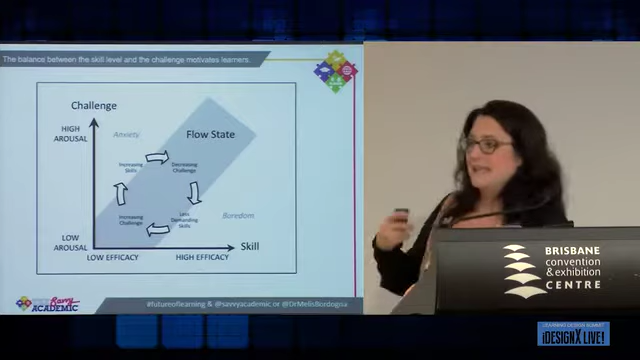 The balance between the skill level and the challenge motivates learners.
Challenge
HIGH
AROUSAL
Anxiety
Flow State
Increasing
Skills
Decreasing
Challenge
Increasing
Challenge
Less
Demanding
Skills
Boredom
LOW
AROUSAL
Skill
LOW EFFICACY
HIGH EFFICACY
Savvy
ACADEMIC
#futureoflearning & @savvyacademic or @DrMelisBordogna
BRISBANE
convention
& exhibition
CENTRE
LEARNING DESIGN SUMMIT
iDESIGNX LIVE!